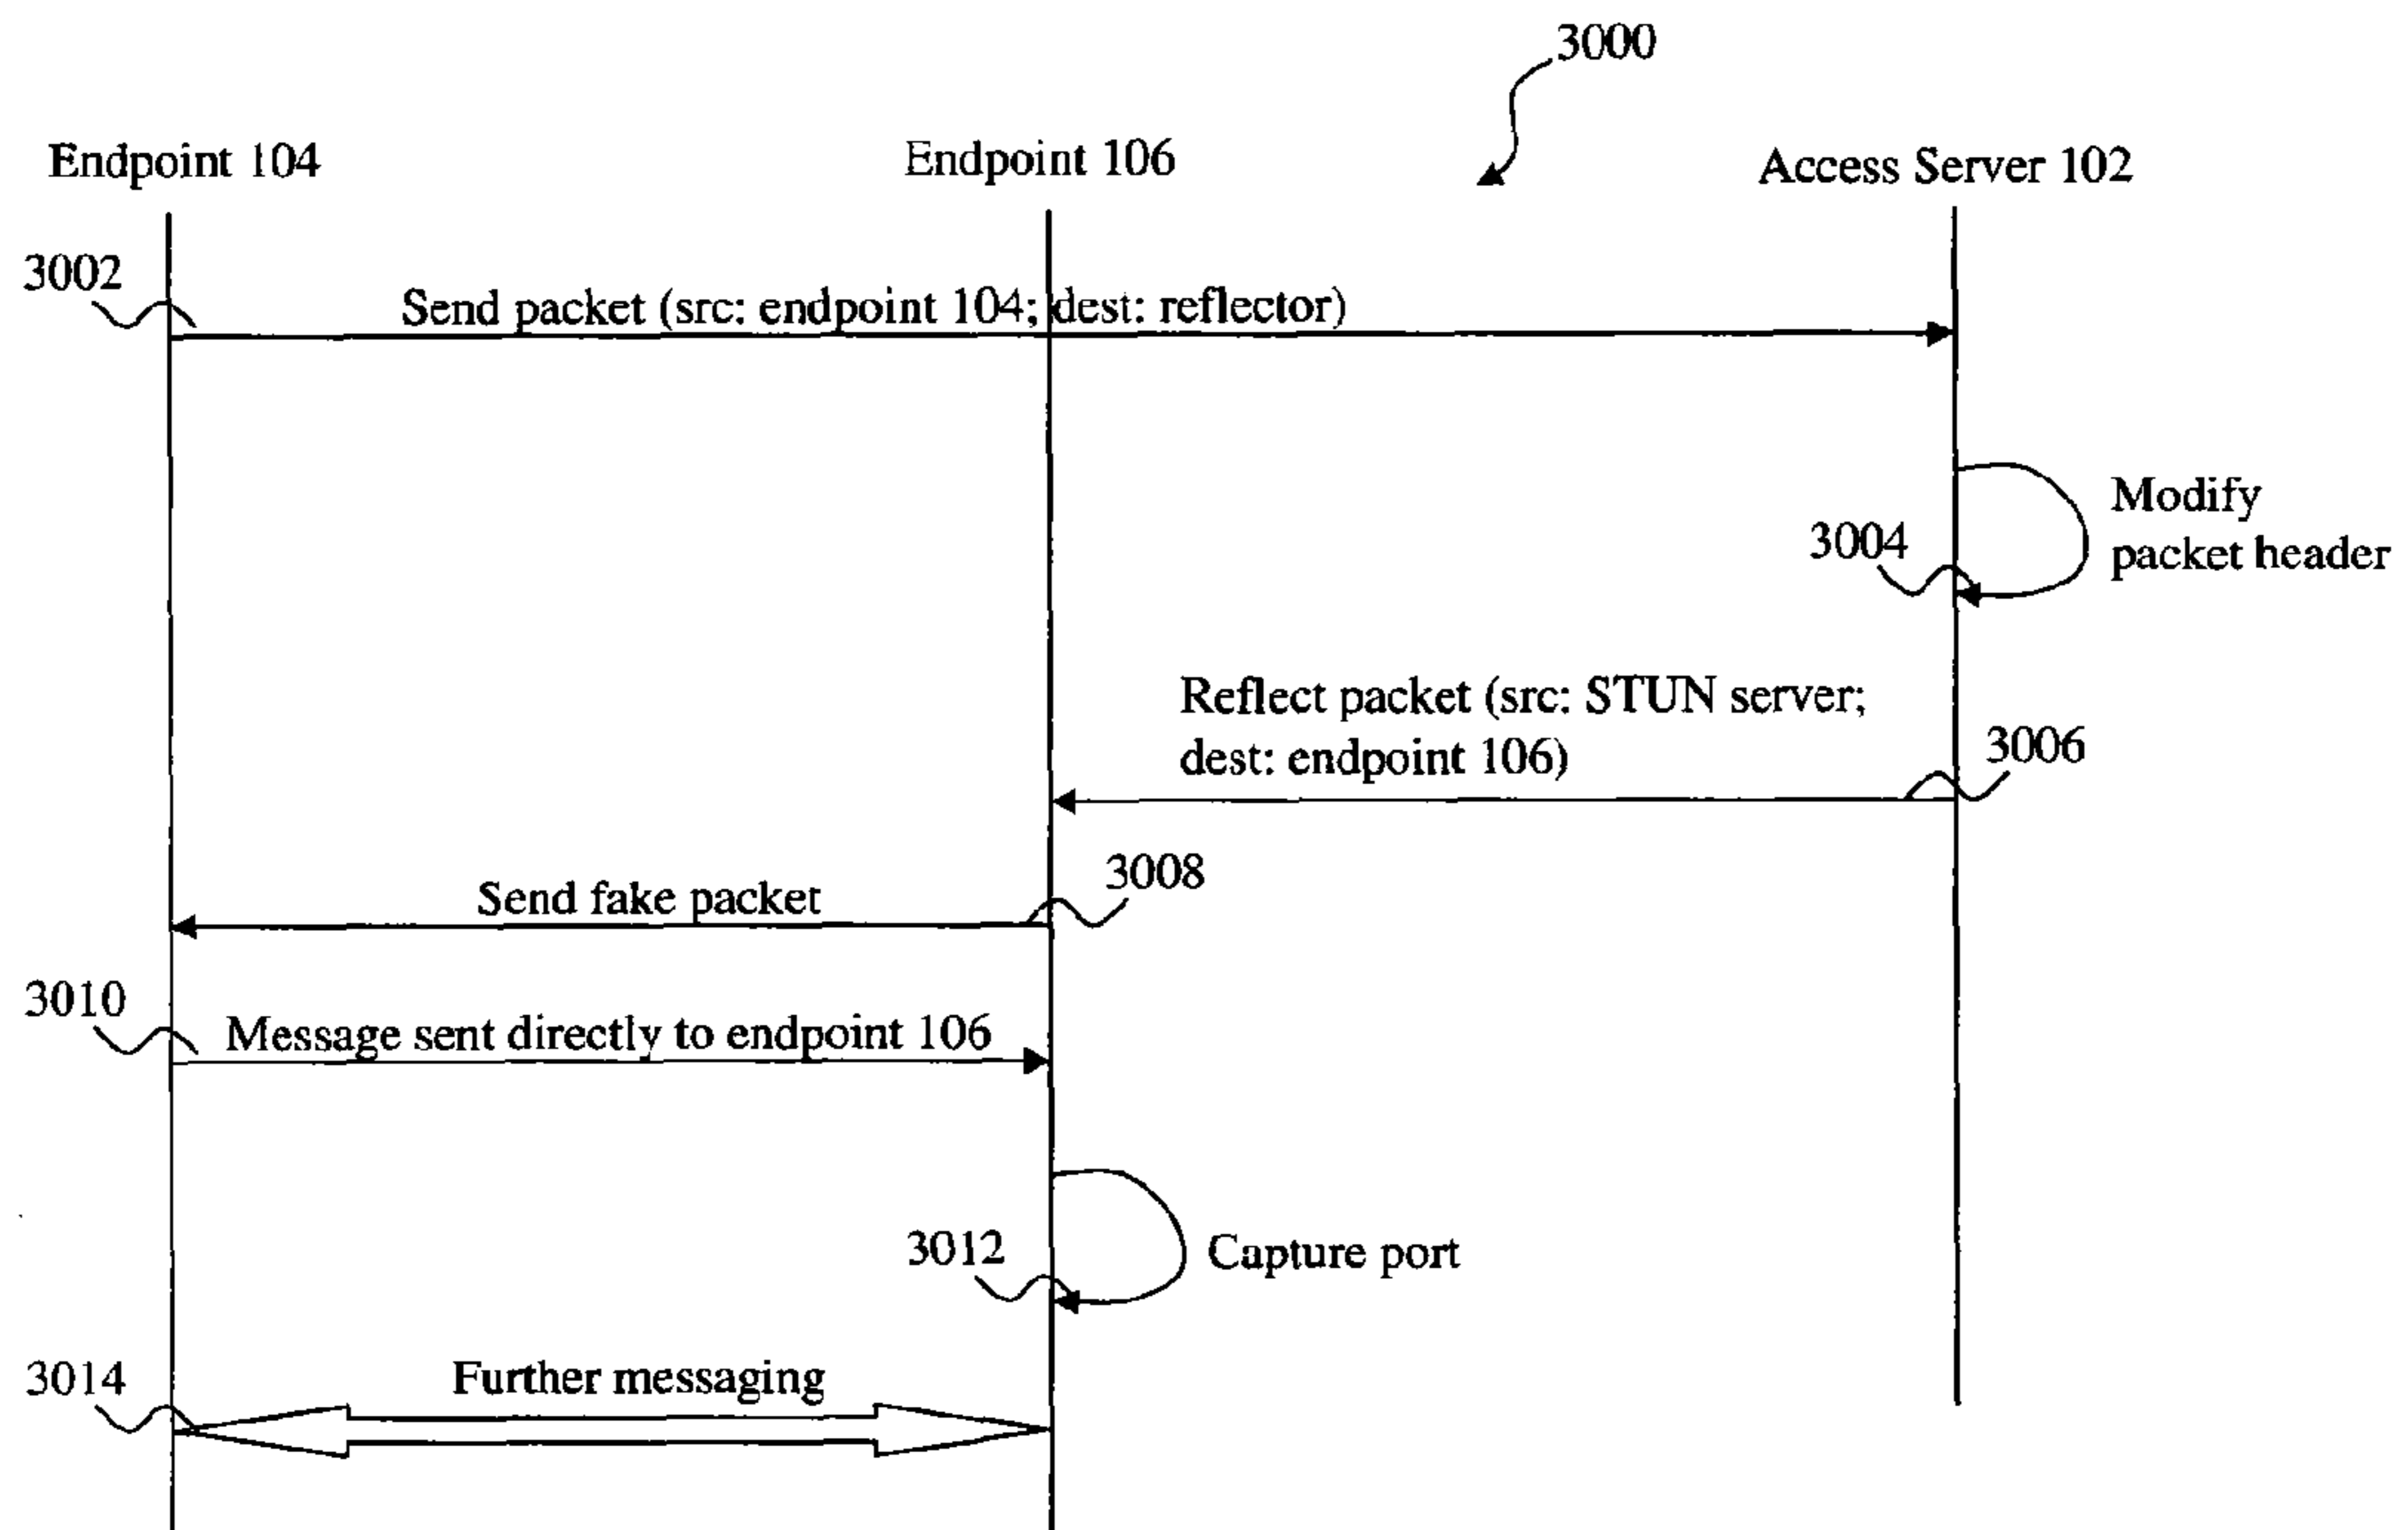 3000
Endpoint 104
Endpoint 106
Access Server 102
3002
Send packet (src: endpoint 104; dest: reflector)
Modify
packet header
3004
Reflect packet (src: STUN server;
dest: endpoint 106)
3006
3008
Send fake packet
3010
Message sent directly to endpoint 106
3012
Capture port
3014
Further messaging